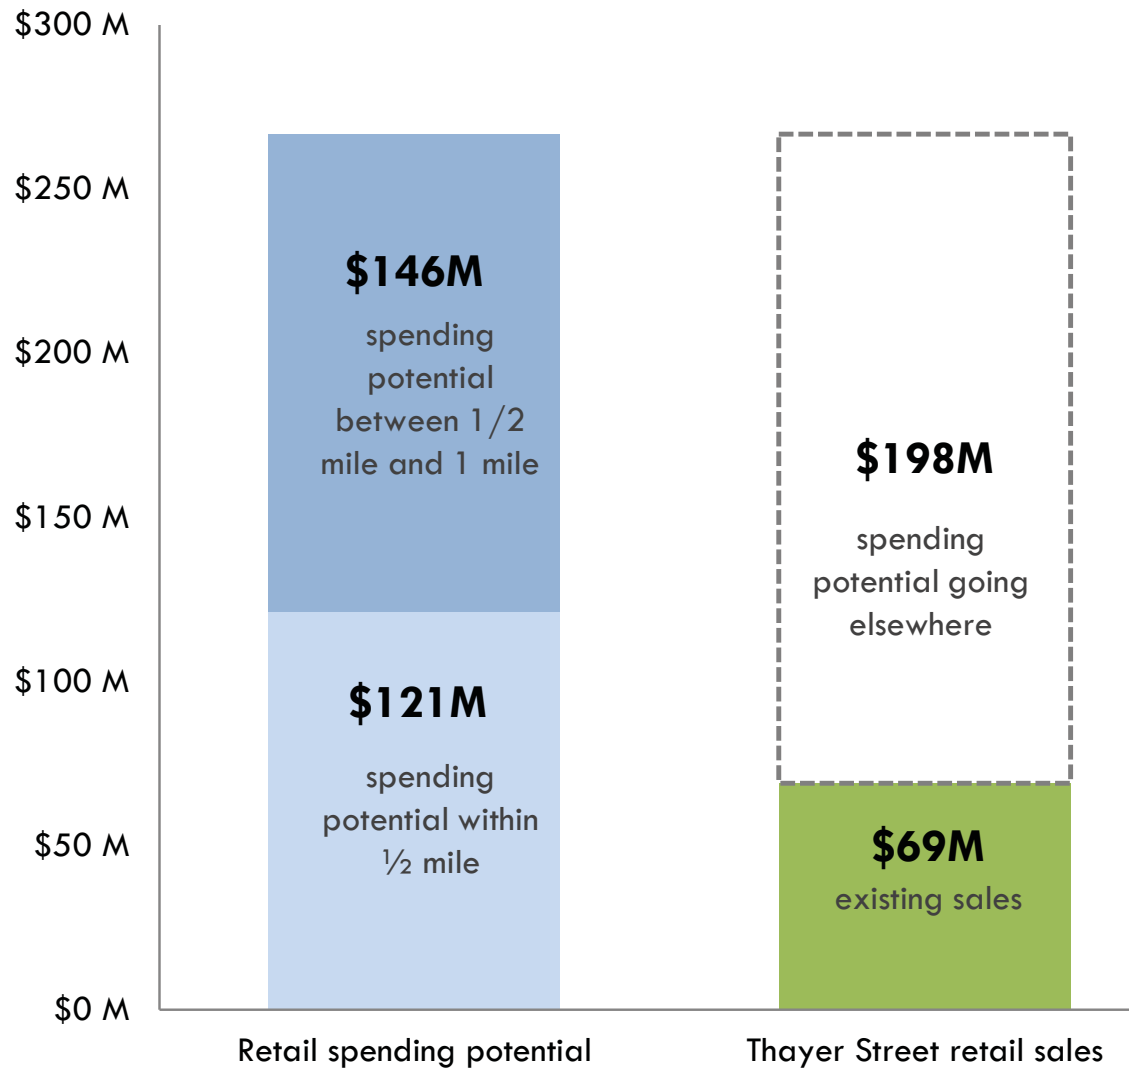 $300 M
$250 M
$200 M
$150 M
$100 M
$50 M
$0 M
$146M
spending
potential
between 1/2
mile and 1 mile
$121M
spending
potential within
½ mile
$198M
spending
potential going
elsewhere
$69M
existing sales
Retail spending potential
Thayer Street retail sales